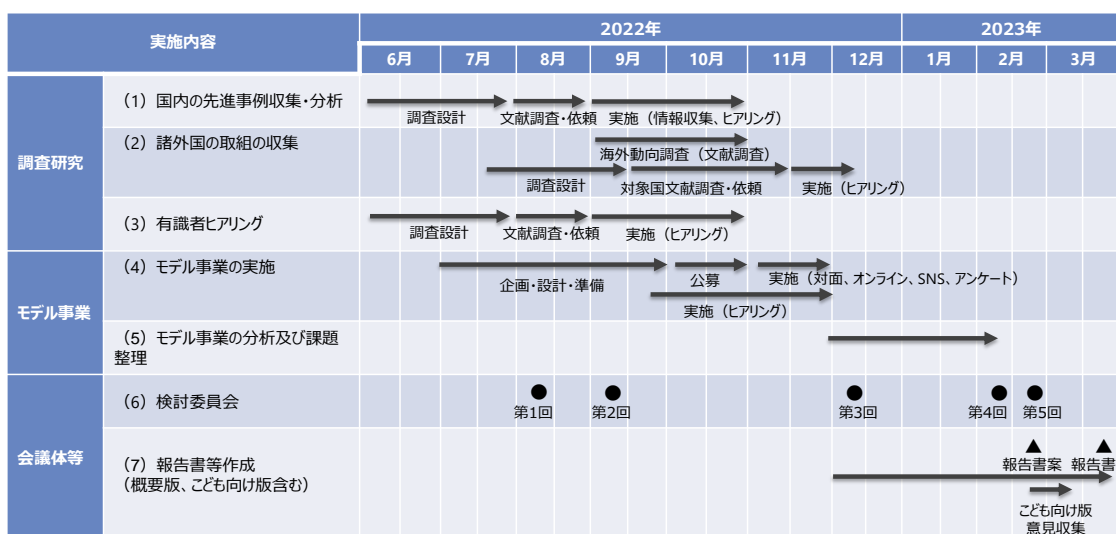 実施内容
2022年
2023年
6月 7月 8月 9月 10月 11月 12月 1月 2月 3月
調査研究
(1) 国内の先進事例収集・分析
調査設計 文献調査・依頼 実施（情報収集、ヒアリング）
(2) 諸外国の取組の収集
海外動向調査（文献調査）
調査設計 対象国文献調査・依頼 実施（ヒアリング）
(3) 有識者ヒアリング
調査設計 文献調査・依頼 実施（ヒアリング）
モデル事業
(4) モデル事業の実施
企画・設計・準備 公募 実施（対面、オンライン、SNS、アンケート）
実施（ヒアリング）
(5) モデル事業の分析及び課題
整理
会議体等
(6) 検討委員会
第1回 第2回 第3回 第4回 第5回
(7) 報告書等作成
(概要版、こども向け版含む)
報告書案 報告書
こども向け版
意見収集